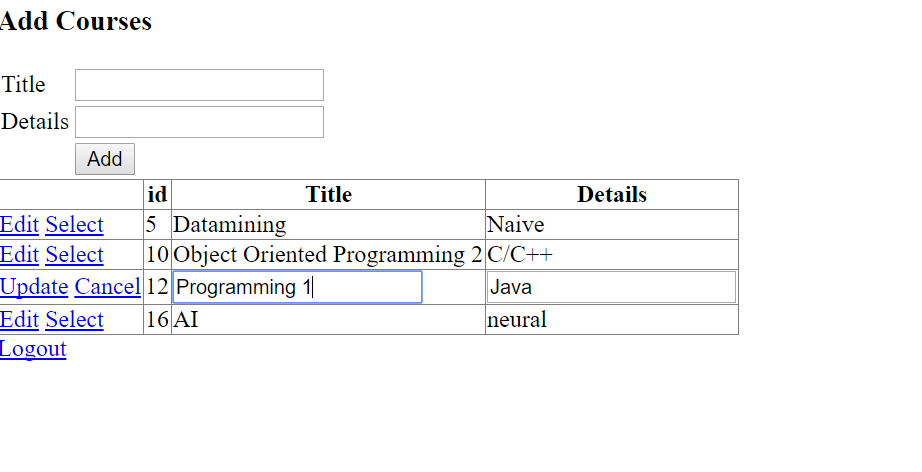 Add Courses
Title
Details
Add
id Title Details
Edit Select 5 Datamining Naive
Edit Select 10 Object Oriented Programming 2 C/C++
Update Cancel 12 Programming 1 Java
Edit Select 16 AI neural
Logout